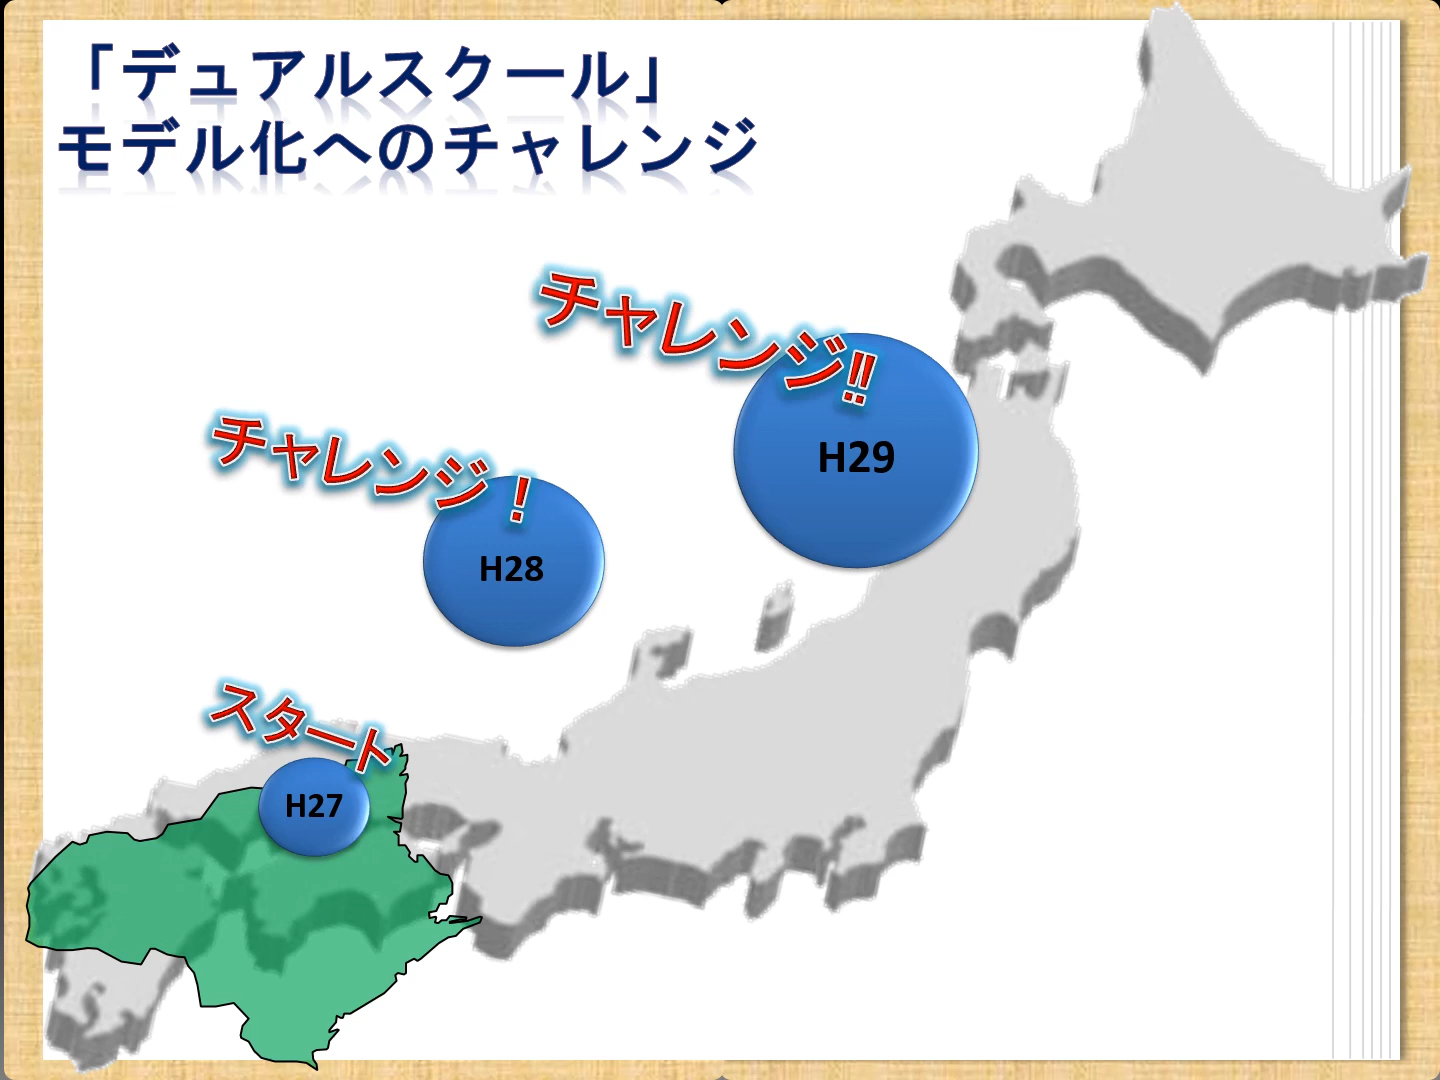 「デュアルスクール」
モデル化へのチャレンジ
チャレンジ!!
H29
チャレンジ！
H28
スタート
H27